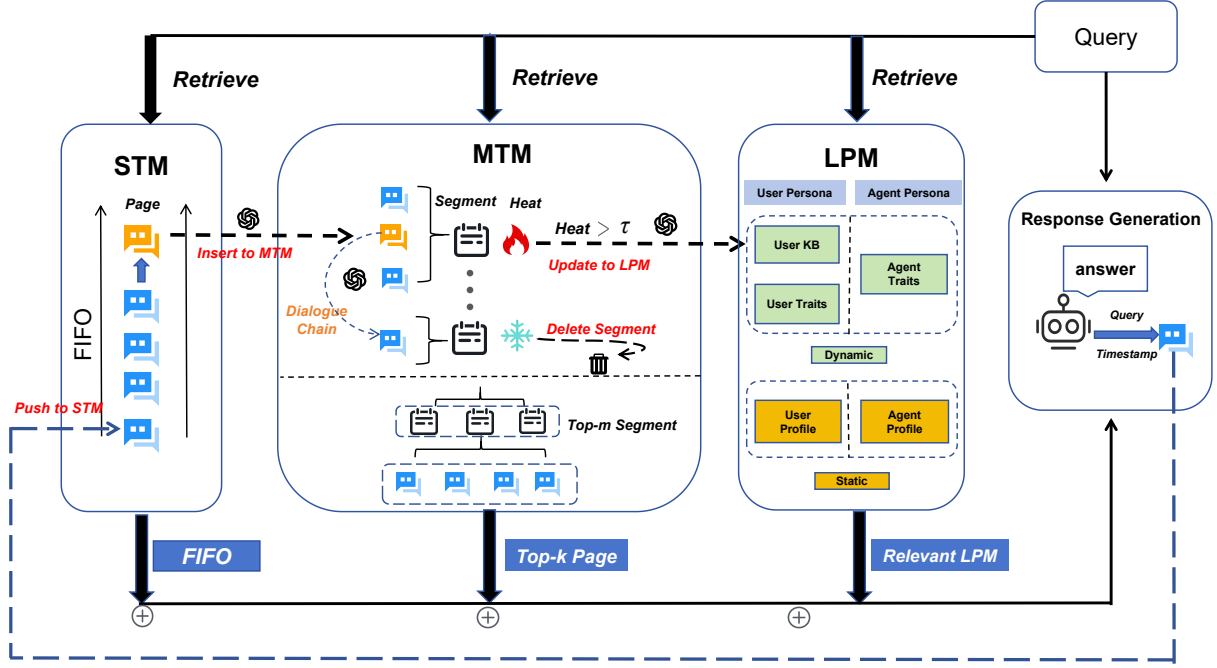 Query
Retrieve
Retrieve
Retrieve
STM
Page
FIFO
Insert to MTM
Push to STM
MTM
Segment
Heat
Dialogue
Chain
Heat > τ
Update to LPM
Delete Segment
Top-m Segment
LPM
User Persona
Agent Persona
User KB
User Traits
Agent
Traits
Dynamic
User
Profile
Agent
Profile
Static
Response Generation
answer
Query
Timestamp
FIFO
Top-k Page
Relevant LPM